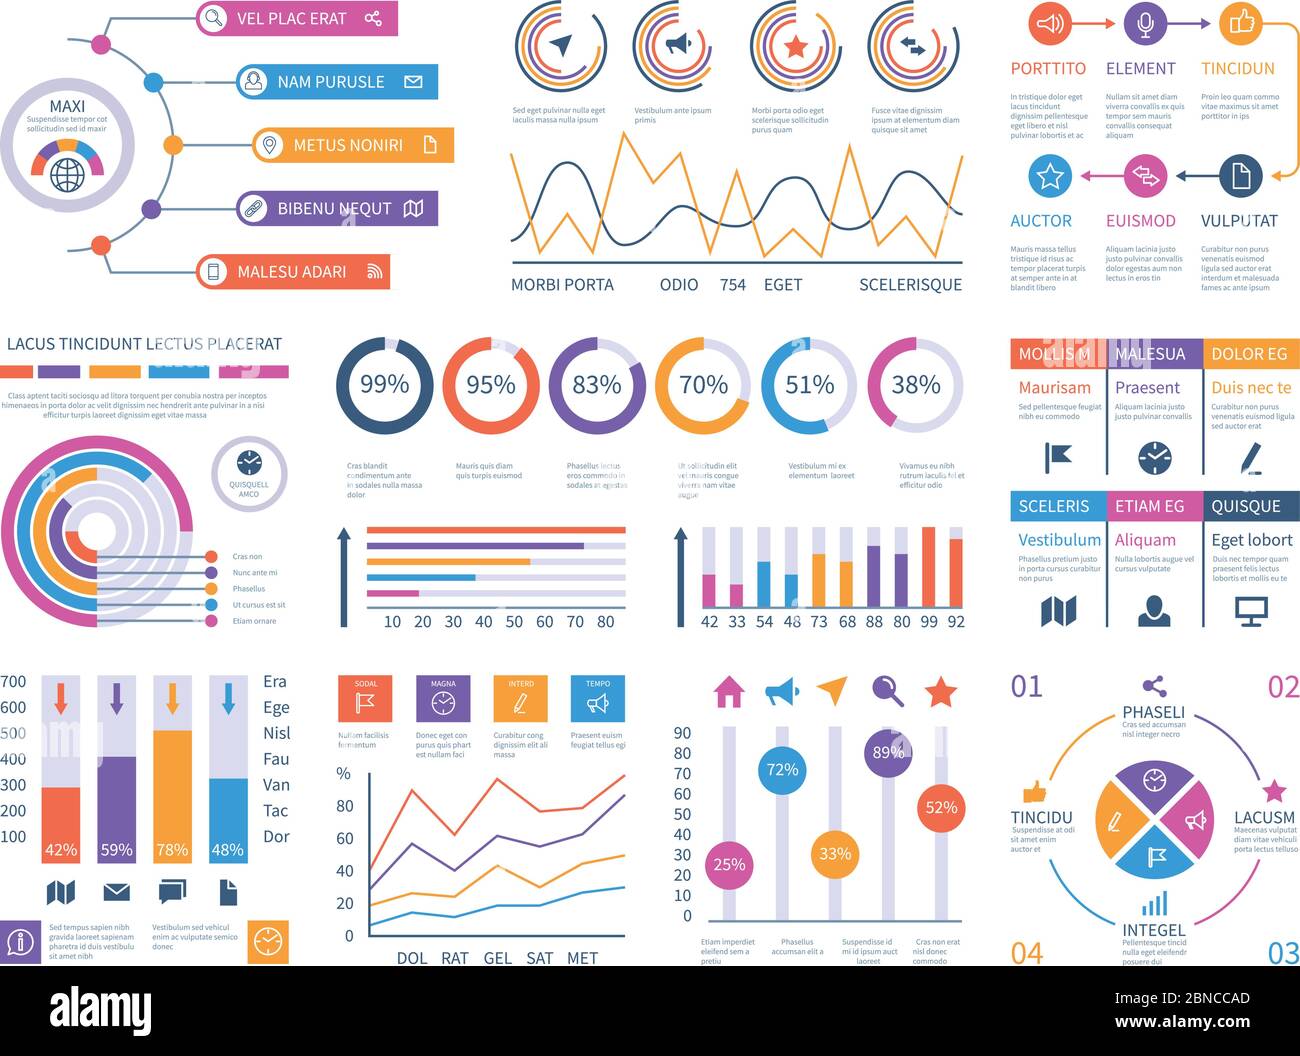 VEL PLAC ERAT
NAM PURUSLE
METUS NONIRI
BIBENU NEQUT
MALESU ADARI
MAXI
Suspendisse tempor cot
sollicitudin sed id maxir
Sed eget pulvinar nulla eget
iaculis massa nulla ipsum
Vestibulum ante ipsum
primis
Morbi porta odio eget
scelerisque sollicitudin
purus quam
Fusce vitae dignissim
ipsum at elementum diam
quisque sit amet
MORBI PORTA
ODIO
754
EGET
SCELERISQUE
PORTTITO
In tristique dolor eget
lacus tincidunt
dignissim pellentesque
eget libero et nisl
pulvinar lobortis et ac
ELEMENT
Nullam sit amet diam
viverra convallis ex quis
tempor sem mauris
convallis consequat
aliquam
TINCIDUN
Proin leo quam commo
vitae maximus sit amet
porttitor in ips
AUCTOR
Mauris massa tellus
tristique id risus ac
tempor placerat turpis
at sempem ante in
blandit libero
EUISMOD
Aliquam lacinia justo
justo pulvinar convallis
dolor egestas aum non
lectus in eros tin
VULPUTAT
Curabitur non purus
venenatis euismod
ligula sed auctor erat
interdum et malesuada
fames ac ante ipsum
LACUS TINCIDUNT LECTUS PLACERAT
Class aptent taciti sociosqu ad litora torquent per conubia nostra per inceptos
himenaeos in porta dolor ac velit dignissim nec hendrerit ante pulvinar in a nisi
efficitur turpis malesuada commodo diam dignissim eget vitae massa
QUISQUELL
AMCO
Cras non
Nunc ante mi
Phasellus
Ut cursus est sit
Etiam ornare
99%
95%
83%
70%
51%
38%
Cras blandit
condimentum ante
in sodales nulla massa
dolor
Mauris quis diam
quis turpis euismod
Phasellus lectus
eros commodo in
sodales at egestas
Ut sollicitudin elit
vel mauris congue
viverra nam vitae
augue
Vestibulum mi ex
elementum laoreet
Vivamus eu nibh
rutrum iaculis fel et
efficitur odio
10 20 30 40 50 60 70 80
42 33 54 48 73 68 88 80 99 92
MOLLIS M
Maurisam
Sed pellentesque feugiat
nibh eu commodo
MALESUA
Praesent
Aliquam lacinia justo
justo pulvinar convallis
DOLOR EG
Duis nec te
Curabitur non purus
venenatis euismod ligula
sed auctor erat
SCELERIS
Vestibulum
Phasellus pretium justo
in porta cursus curabitur
non purus
ETIAM EG
Aliquam
Nulla lobortis augue vel
cursus vulputate
QUISQUE
Eget lobort
Duis nec tempor quam
praesent felis lectus
lobortis et mollis eu te
700
600
500
400
300
200
100
42%
59%
78%
48%
Era
Ege
Nisl
Fau
Van
Tac
Dor
Sed tempus sapien nibh
gravida laoreet sapienam
pharetra id duis vestibulu
sit amet nibh
Vestibulum sed vehicul
enim ac vulputate semico
donec
SODAL
MAGNA
INTERD
TEMPO
Nullam facilisis
fermentum
Donec eget con
purus quis phart
est nullam faci
Curabitur cong
dignissim elit ali
massa
Praesent euism
feugiat tellus egi
%
80
60
40
20
0
DOL RAT GEL SAT MET
90
80
70
60
50
40
30
20
10
0
25%
72%
33%
89%
52%
Etiam imperdiet
eleifend sem a
pretiu
Phasellus
accumsan elit a
Suspendisse id
mi id ipsum auct
laoreet
Cras non erat
nisl donec
commodo
01
02
PHASELI
Cras sed accumsan
nisl integer necro
TINCIDU
Suspendisse at odi
sit amet enim
auctor et
LACUSM
Maecenas vulputat
diam vehicula velit
porta lectus telluso
INTEGEL
Pellentesque tincid
nulla eget eleifendr
posuere dui
04
03
alamy
Image ID: 2BNCCAD
www.alamy.com